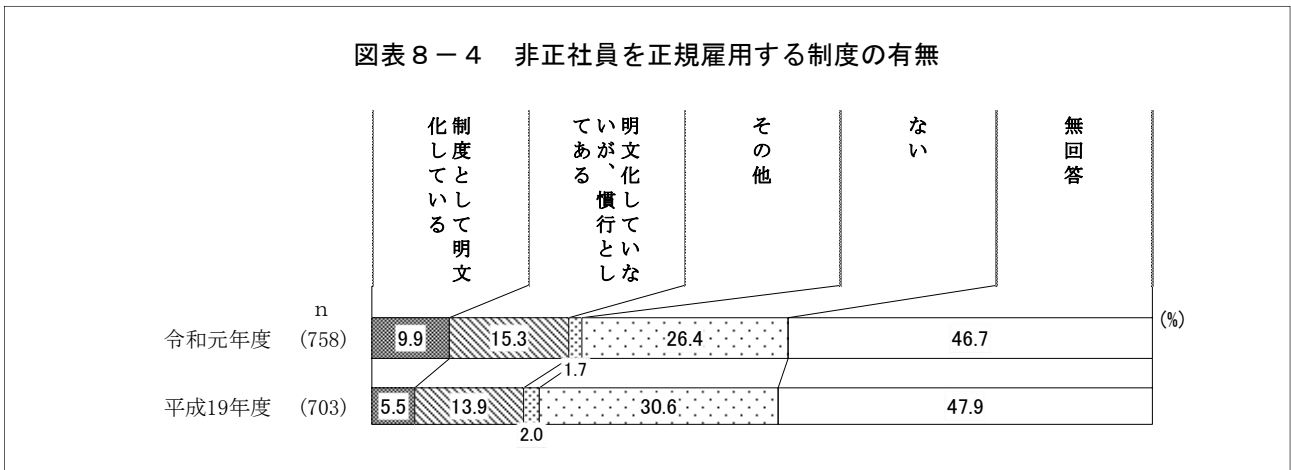 図表８－４　非正社員を正規雇用する制度の有無
制度として明文
化している
明文化していな
いが、慣行とし
てある
その他
ない
無回答
n
(%)
令和元年度 (758) 9.9 15.3 1.7 26.4 46.7
平成19年度 (703) 5.5 13.9 2.0 30.6 47.9